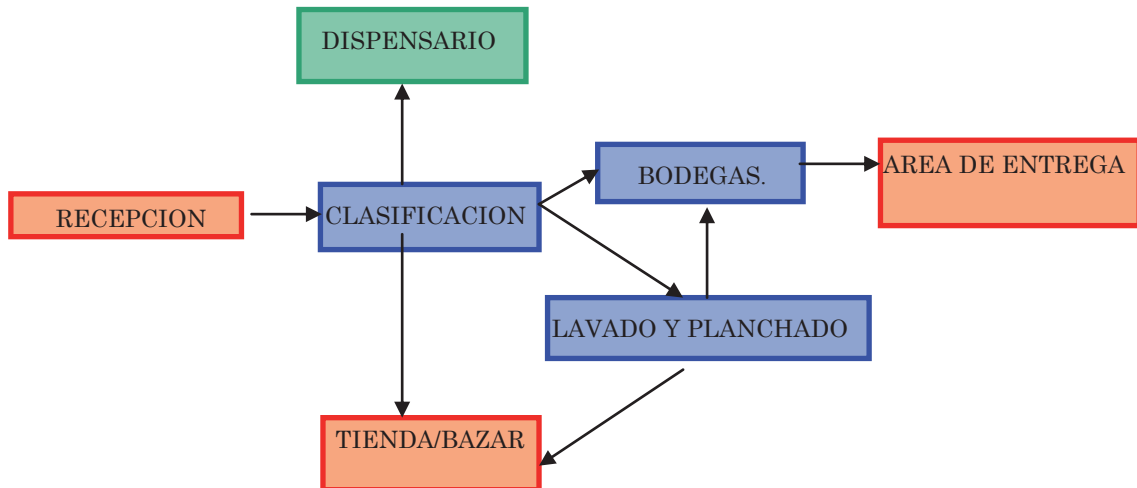 DISPENSARIO
BODEGAS.
AREA DE ENTREGA
RECEPCION
CLASIFICACION
LAVADO Y PLANCHADO
TIENDA/BAZAR